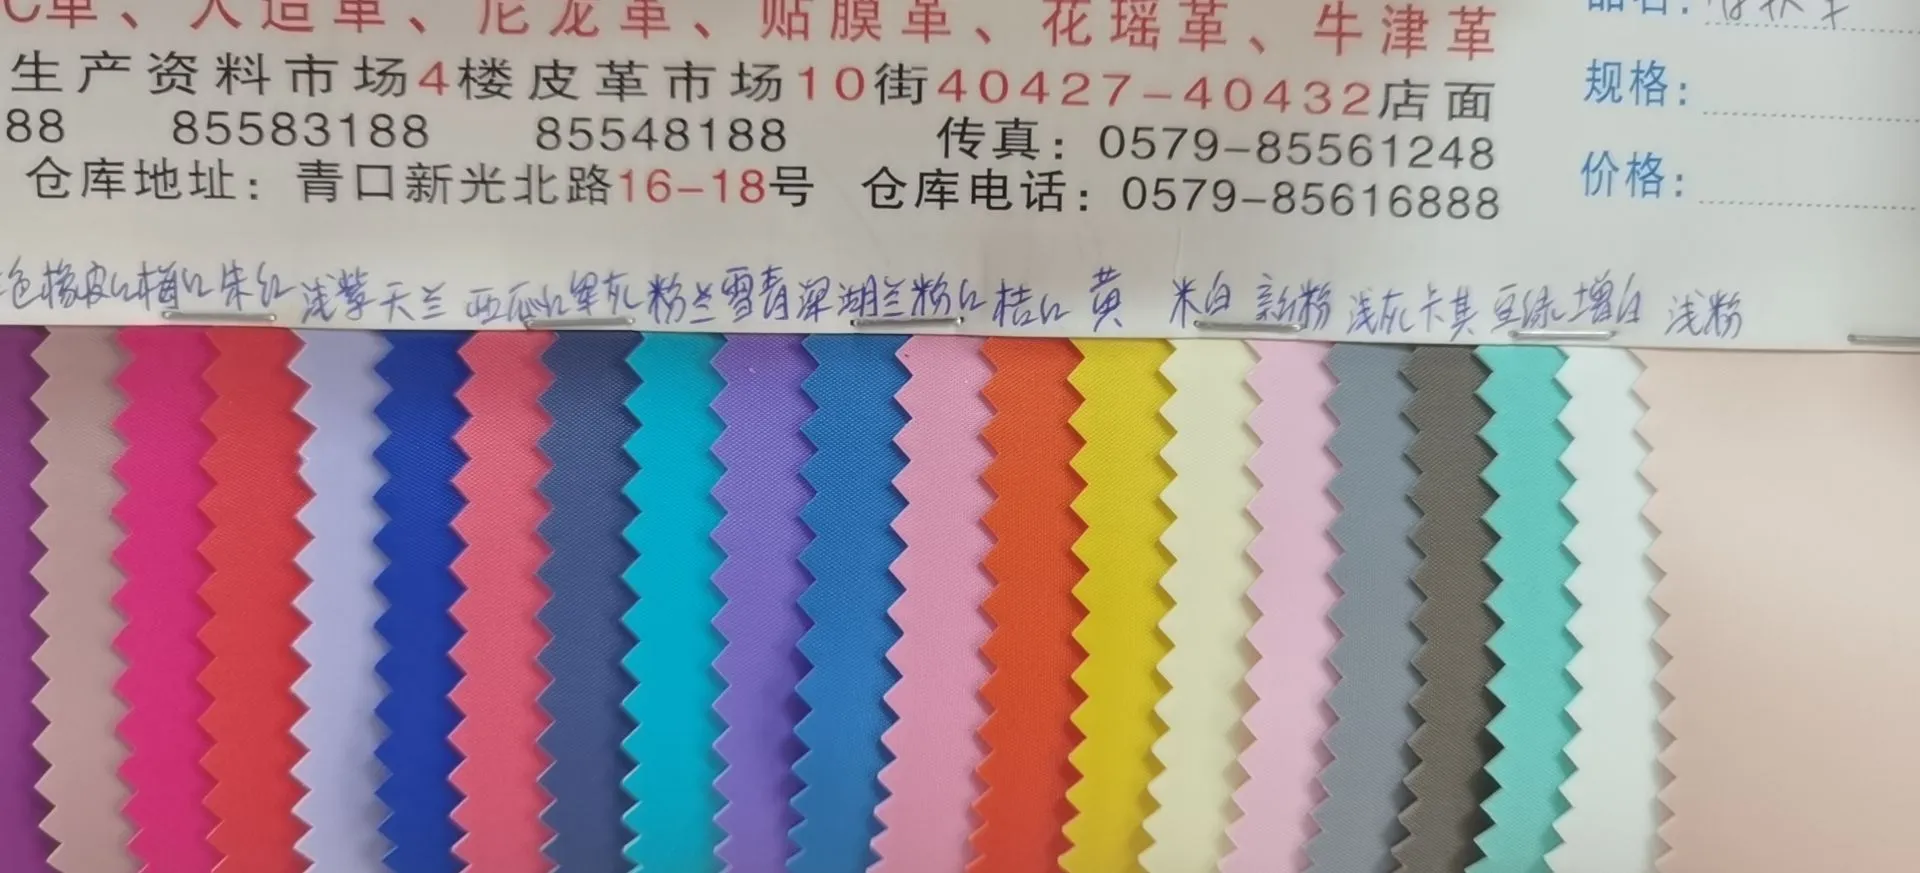 革、人造革、尼龙革、贴膜革、花瑶革、牛津革
品名:
生产资料市场4楼皮革市场10街40427-40432店面
规格:
88 85583188 85548188 传真: 0579-85561248
价格:
仓库地址: 青口新光北路16-18号 仓库电话: 0579-85616888
色 橡皮红 梅红 朱红 浅紫 天兰 西瓜红 粉兰 雪青 深湖兰 粉红 桔红 黄 米白 新粉 浅灰 卡其 豆绿 增白 浅粉